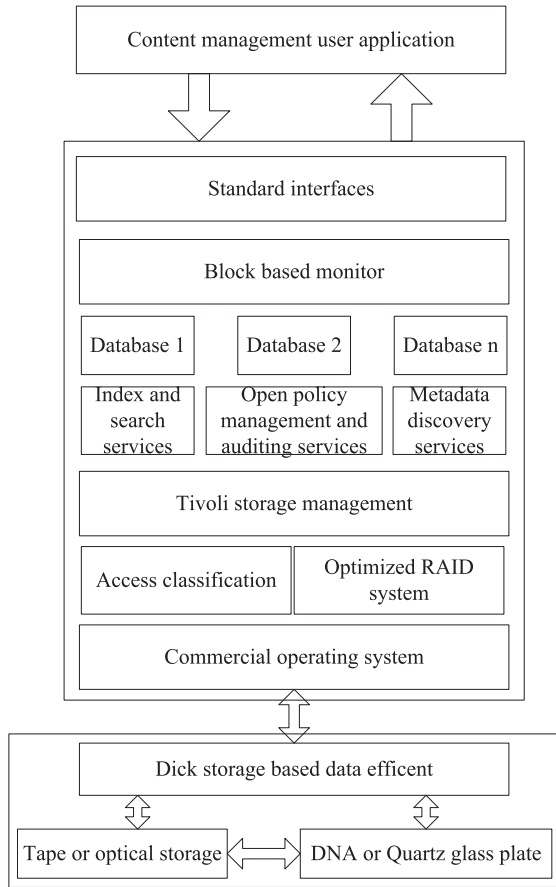 Content management user application
Standard interfaces
Block based monitor
Database 1
Database 2
Database n
Index and
search
services
Open policy
management and
auditing services
Metadata
discovery
services
Tivoli storage management
Access classification
Optimized RAID
system
Commercial operating system
Dick storage based data efficent
Tape or optical storage
DNA or Quartz glass plate